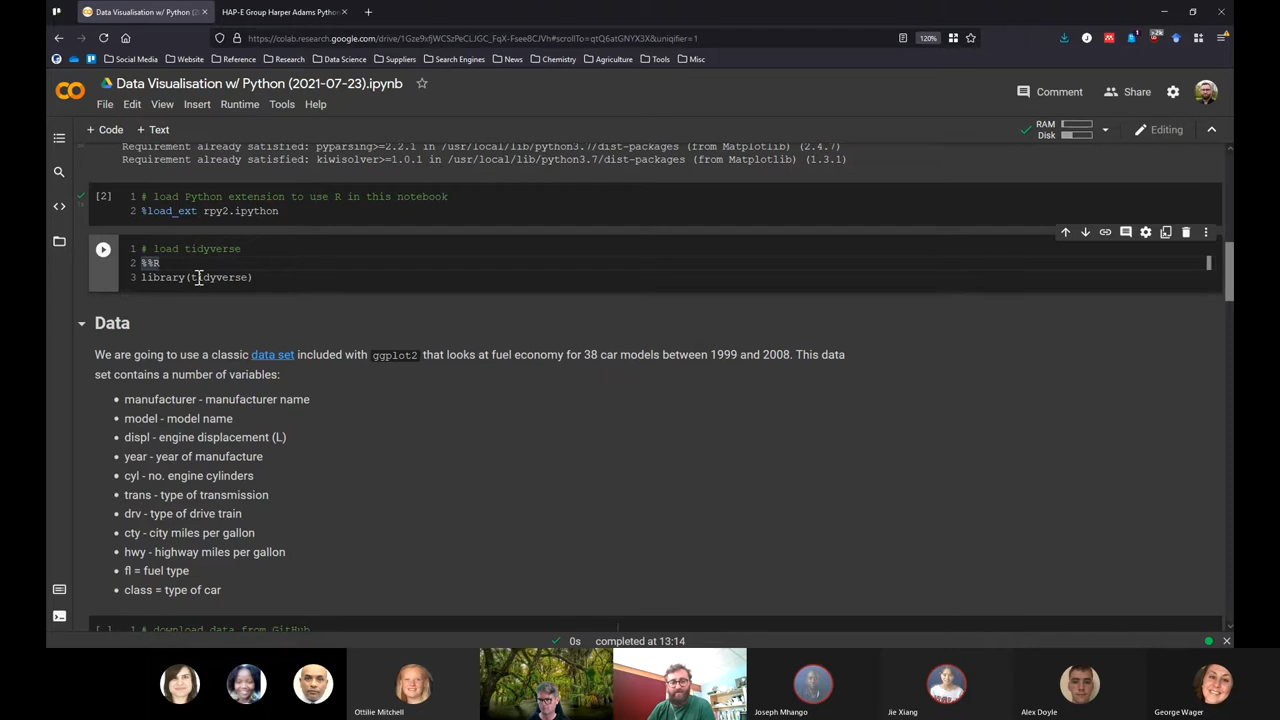 Data Visualisation w/ Python (2
HAP-E Group Harper Adams Python
https://colab.research.google.com/drive/1Gze9xfjWCSzPeCLJGC_FqX-Fsee8CJVh#scrollTo=qtQ6atGNYX3X&uniqifier=1
120%
Social Media
Website
Reference
Research
Data Science
Suppliers
Search Engines
News
Chemistry
Agriculture
Tools
Misc
Data Visualisation w/ Python (2021-07-23).ipynb
File Edit View Insert Runtime Tools Help
Comment
Share
+ Code + Text
RAM
Disk
Editing
Requirement already satisfied: pyparsing>=2.2.1 in /usr/local/lib/python3.7/dist-packages (from Matplotlib) (2.4.7)
Requirement already satisfied: kiwisolver>=1.0.1 in /usr/local/lib/python3.7/dist-packages (from Matplotlib) (1.3.1)
[2] 1 # load Python extension to use R in this notebook
2 %load_ext rpy2.ipython
1 # load tidyverse
2 %%R
3 library(tidyverse)
Data
We are going to use a classic data set included with ggplot2 that looks at fuel economy for 38 car models between 1999 and 2008. This data
set contains a number of variables:
• manufacturer - manufacturer name
• model - model name
• displ - engine displacement (L)
• year - year of manufacture
• cyl - no. engine cylinders
• trans - type of transmission
• drv - type of drive train
• cty - city miles per gallon
• hwy - highway miles per gallon
• fl = fuel type
• class = type of car
[ ] 1 # download data from GitHub
0s completed at 13:14
Ottilie Mitchell
Joseph Mhango
Jie Xiang
Alex Doyle
George Wager